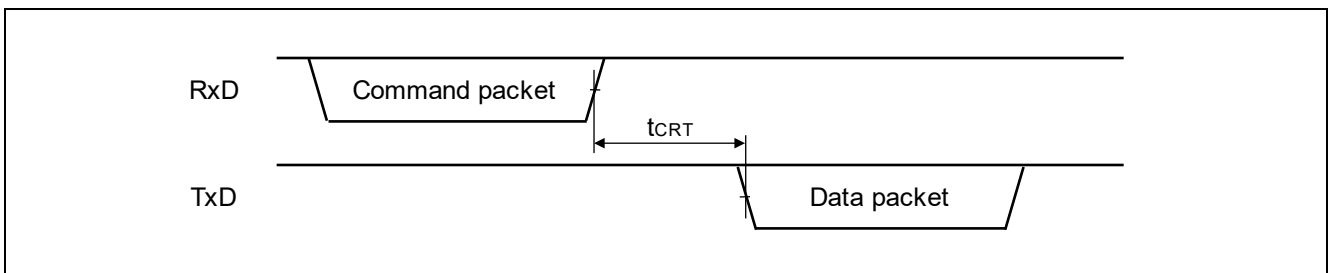 RxD
Command packet
tCRT
TxD
Data packet